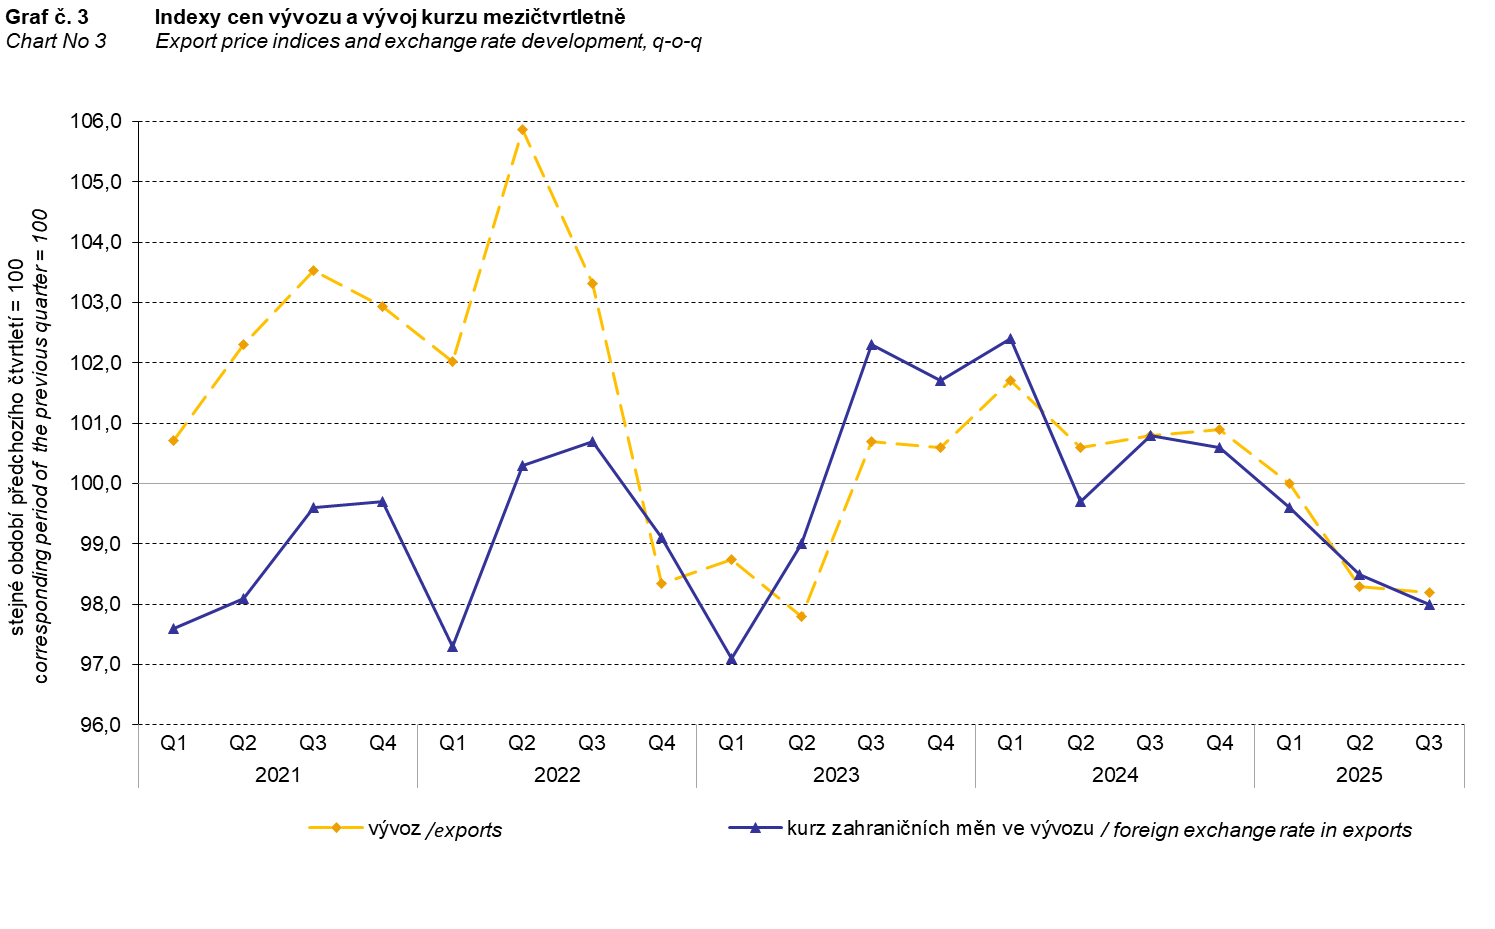 Graf č. 3 Indexy cen vývozu a vývoj kurzu mezičtvrtletně
Chart No 3 Export price indices and exchange rate development, q-o-q
stejné období předchozího čtvrtletí = 100
corresponding period of the previous quarter = 100
106,0
105,0
104,0
103,0
102,0
101,0
100,0
99,0
98,0
97,0
96,0
Q1 Q2 Q3 Q4 Q1 Q2 Q3 Q4 Q1 Q2 Q3 Q4 Q1 Q2 Q3 Q4 Q1 Q2 Q3
2021 2022 2023 2024 2025
vývoz /exports kurz zahraničních měn ve vývozu / foreign exchange rate in exports